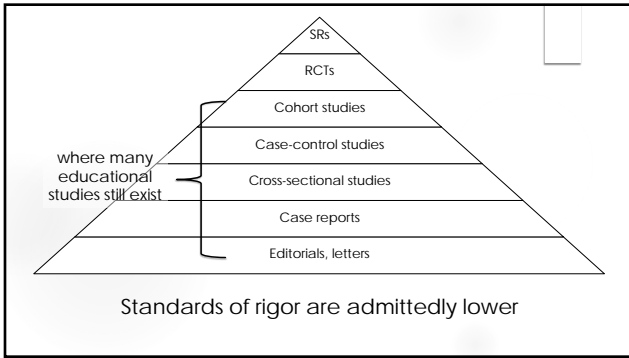 SRs
RCTs
Cohort studies
Case-control studies
where many
educational
studies still exist
Cross-sectional studies
Case reports
Editorials, letters
Standards of rigor are admittedly lower